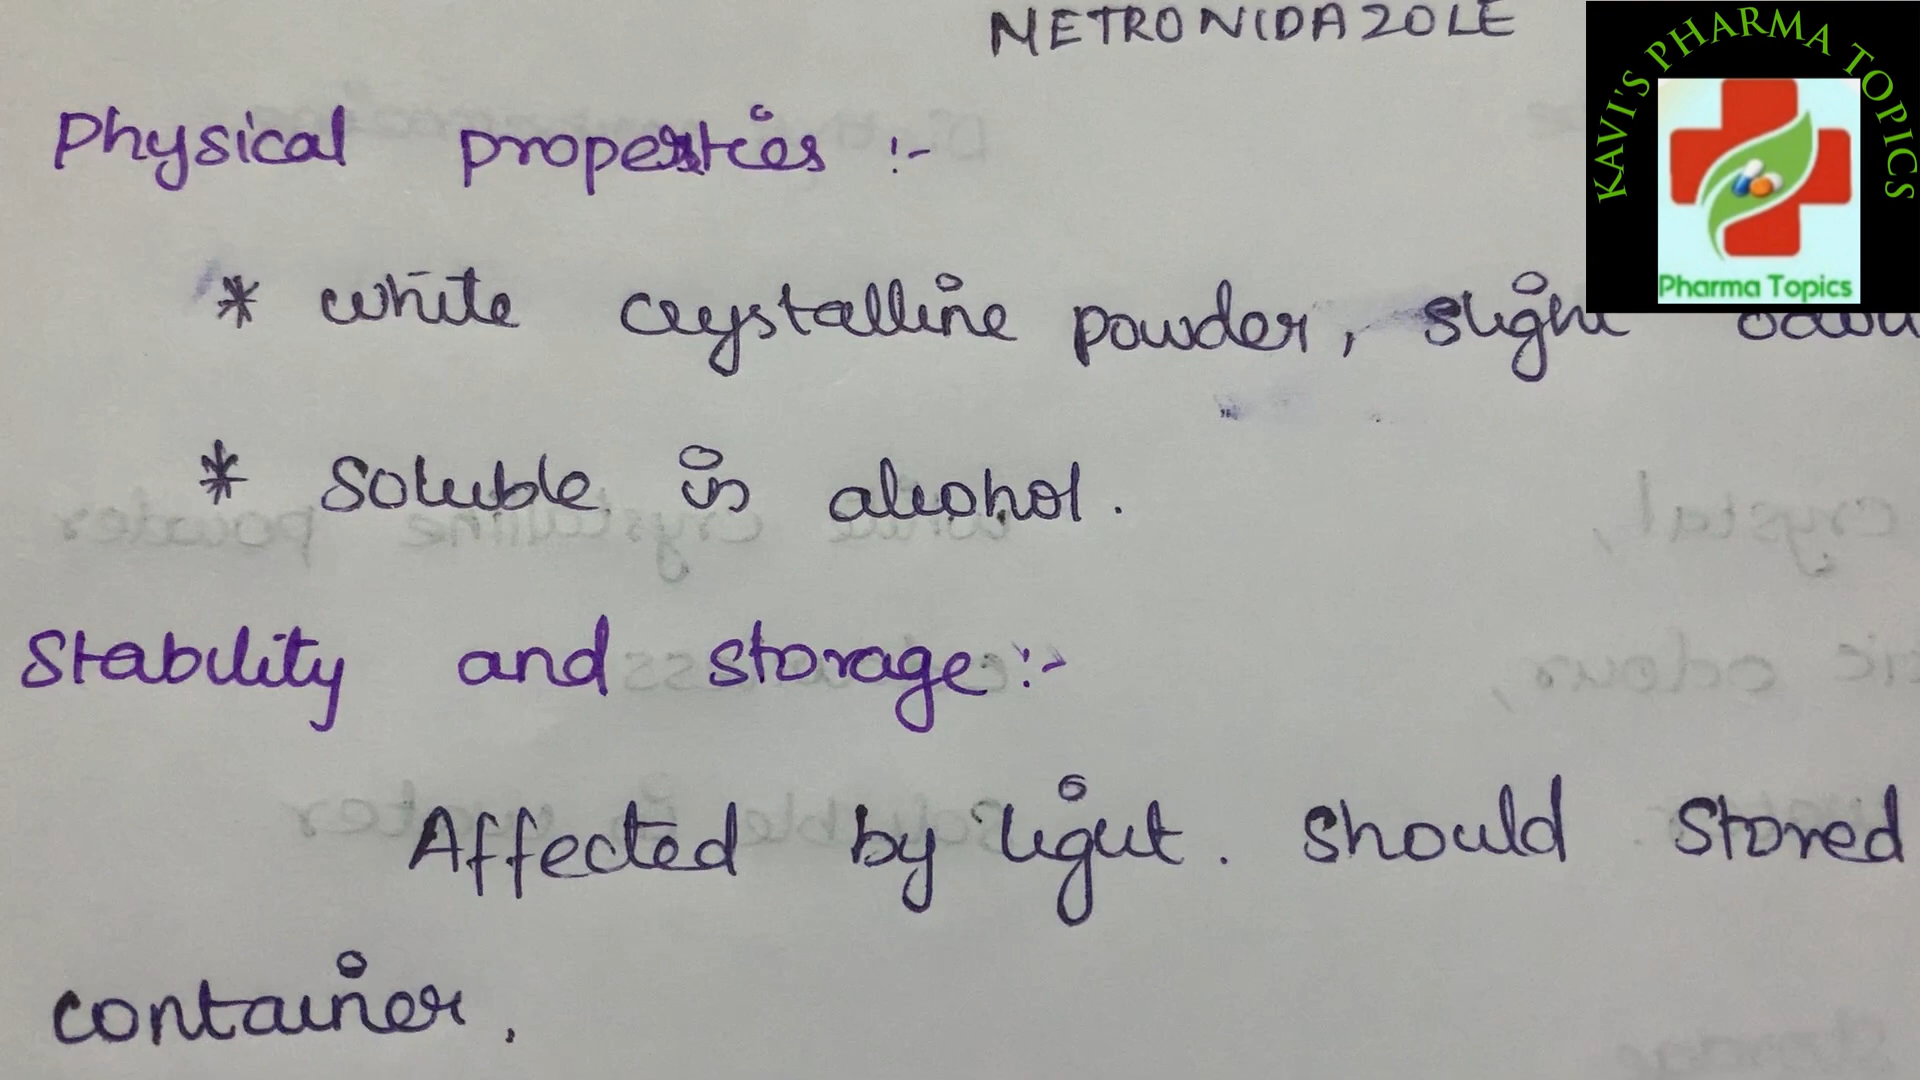 METRONIDAZOLE
KAVI'S PHARMA TOPICS
Pharma Topics
Physical properties :-
* white crystalline powder, slight
* Soluble in alcohol.
Stability and storage :-
Affected by light. Should stored
container.